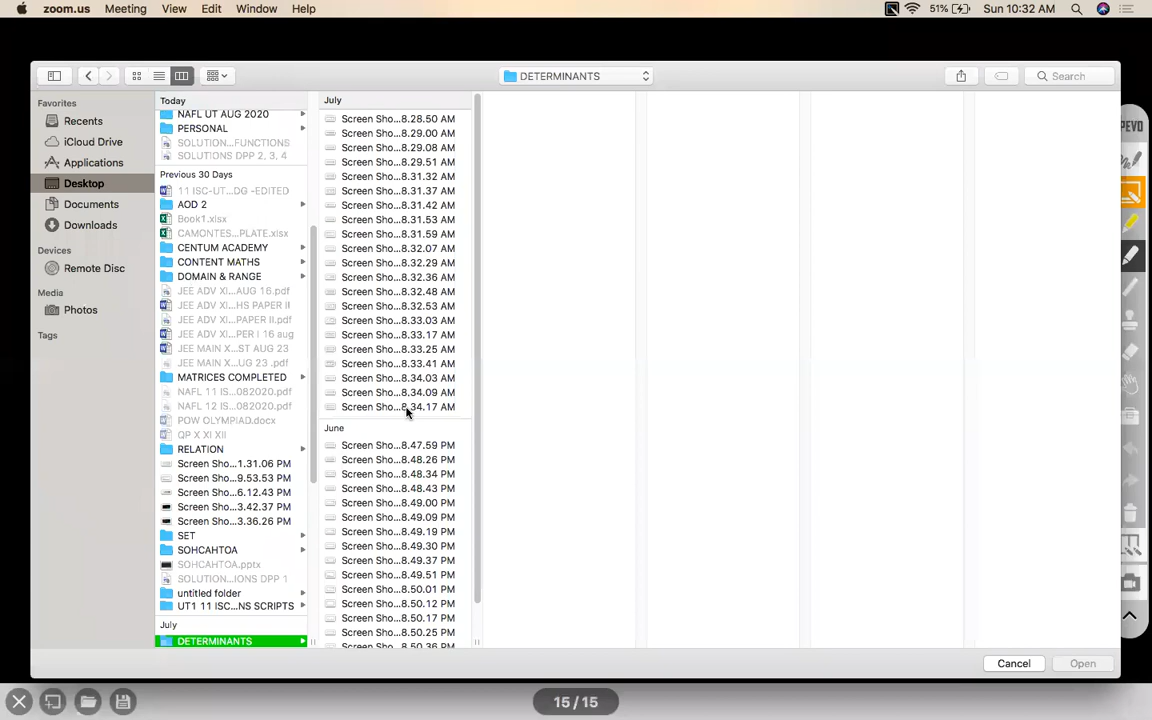 zoom.us Meeting View Edit Window Help 51% Sun 10:32 AM
DETERMINANTS Search
Favorites
Recents
iCloud Drive
Applications
Desktop
Documents
Downloads
Devices
Remote Disc
Media
Photos
Tags
Today
NAFL UT AUG 2020
PERSONAL
SOLUTION...FUNCTIONS
SOLUTIONS DPP 2, 3, 4
Previous 30 Days
11 ISC-UT...DG -EDITED
AOD 2
Book1.xlsx
CAMONTES...PLATE.xlsx
CENTUM ACADEMY
CONTENT MATHS
DOMAIN & RANGE
JEE ADV XI...AUG 16.pdf
JEE ADV XI...HS PAPER II
JEE ADV XI...PAPER II.pdf
JEE ADV XI...PER I 16 aug
JEE MAIN X...ST AUG 23
JEE MAIN X...UG 23 .pdf
MATRICES COMPLETED
NAFL 11 IS...082020.pdf
NAFL 12 IS...082020.pdf
POW OLYMPIAD.docx
QP X XI XII
RELATION
Screen Sho...1.31.06 PM
Screen Sho...9.53.53 PM
Screen Sho...6.12.43 PM
Screen Sho...3.42.37 PM
Screen Sho...3.36.26 PM
SET
SOHCAHTOA
SOHCAHTOA.pptx
SOLUTION...IONS DPP 1
untitled folder
UT1 11 ISC...NS SCRIPTS
July
DETERMINANTS
July
Screen Sho...8.28.50 AM
Screen Sho...8.29.00 AM
Screen Sho...8.29.08 AM
Screen Sho...8.29.51 AM
Screen Sho...8.31.32 AM
Screen Sho...8.31.37 AM
Screen Sho...8.31.42 AM
Screen Sho...8.31.53 AM
Screen Sho...8.31.59 AM
Screen Sho...8.32.07 AM
Screen Sho...8.32.29 AM
Screen Sho...8.32.36 AM
Screen Sho...8.32.48 AM
Screen Sho...8.32.53 AM
Screen Sho...8.33.03 AM
Screen Sho...8.33.17 AM
Screen Sho...8.33.25 AM
Screen Sho...8.33.41 AM
Screen Sho...8.34.03 AM
Screen Sho...8.34.09 AM
Screen Sho...8.34.17 AM
June
Screen Sho...8.47.59 PM
Screen Sho...8.48.26 PM
Screen Sho...8.48.34 PM
Screen Sho...8.48.43 PM
Screen Sho...8.49.00 PM
Screen Sho...8.49.09 PM
Screen Sho...8.49.19 PM
Screen Sho...8.49.30 PM
Screen Sho...8.49.37 PM
Screen Sho...8.49.51 PM
Screen Sho...8.50.01 PM
Screen Sho...8.50.12 PM
Screen Sho...8.50.17 PM
Screen Sho...8.50.25 PM
Screen Sho...8.50.36 PM
Cancel Open
15 / 15